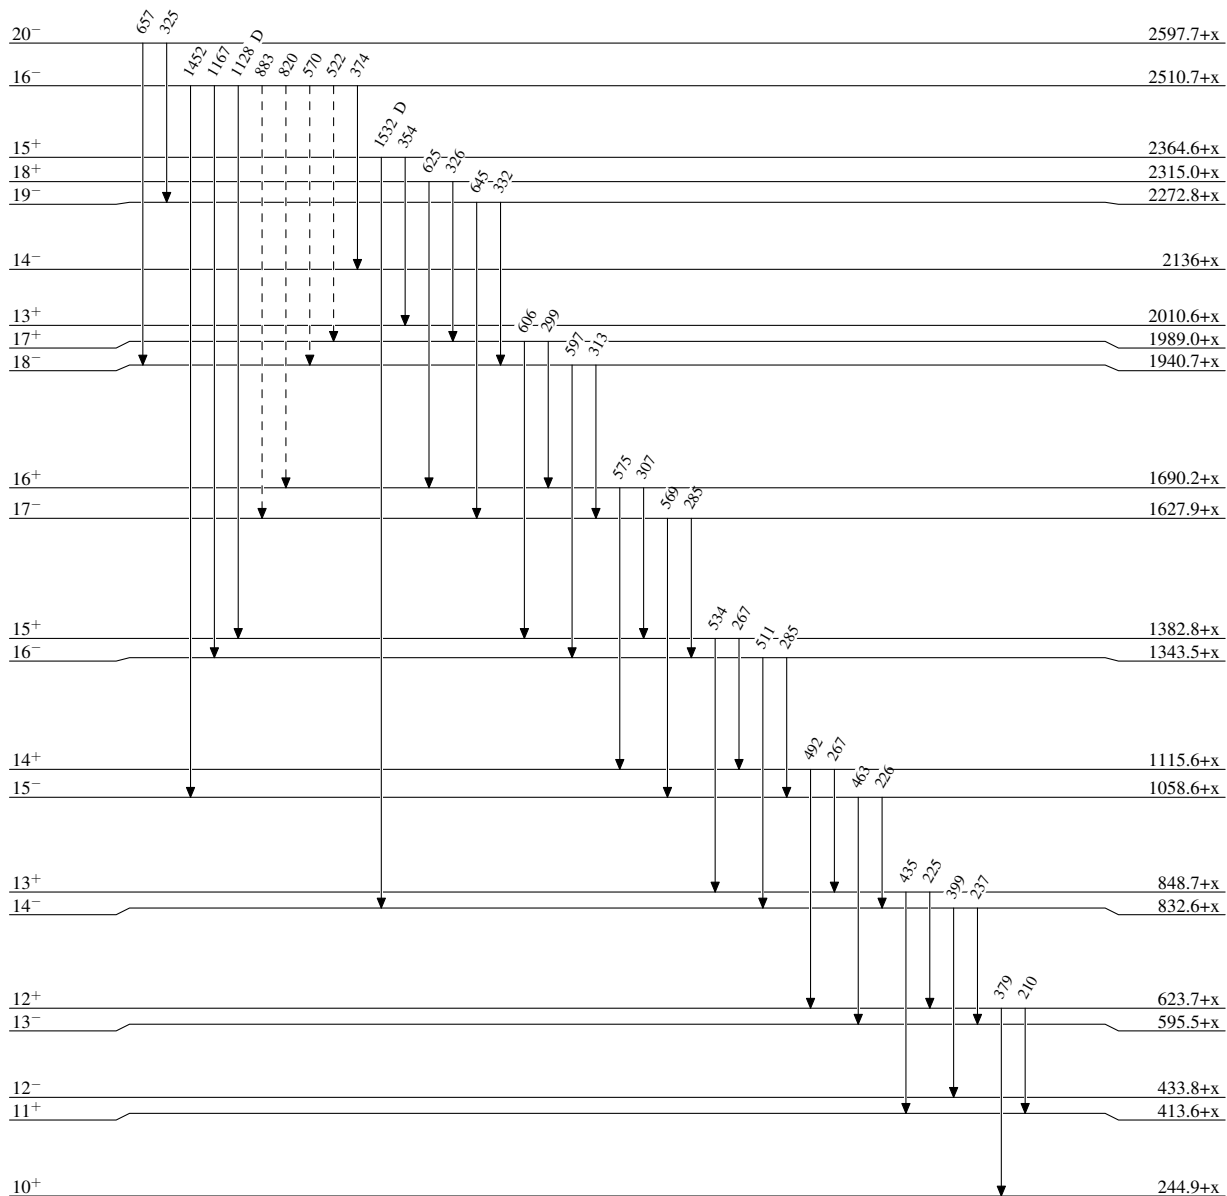 657
325
20⁻ 2597.7+x
1452
1167
1128 D
883
820
570
522
374
16⁻ 2510.7+x
1532 D
354
15⁺ 2364.6+x
625
326
18⁺ 2315.0+x
645
332
19⁻ 2272.8+x
14⁻ 2136+x
13⁺ 2010.6+x
606
299
17⁺ 1989.0+x
597
313
18⁻ 1940.7+x
575
307
16⁺ 1690.2+x
569
285
17⁻ 1627.9+x
534
267
15⁺ 1382.8+x
511
285
16⁻ 1343.5+x
492
267
14⁺ 1115.6+x
463
226
15⁻ 1058.6+x
435
225
13⁺ 848.7+x
399
237
14⁻ 832.6+x
379
210
12⁺ 623.7+x
13⁻ 595.5+x
12⁻ 433.8+x
11⁺ 413.6+x
10⁺ 244.9+x